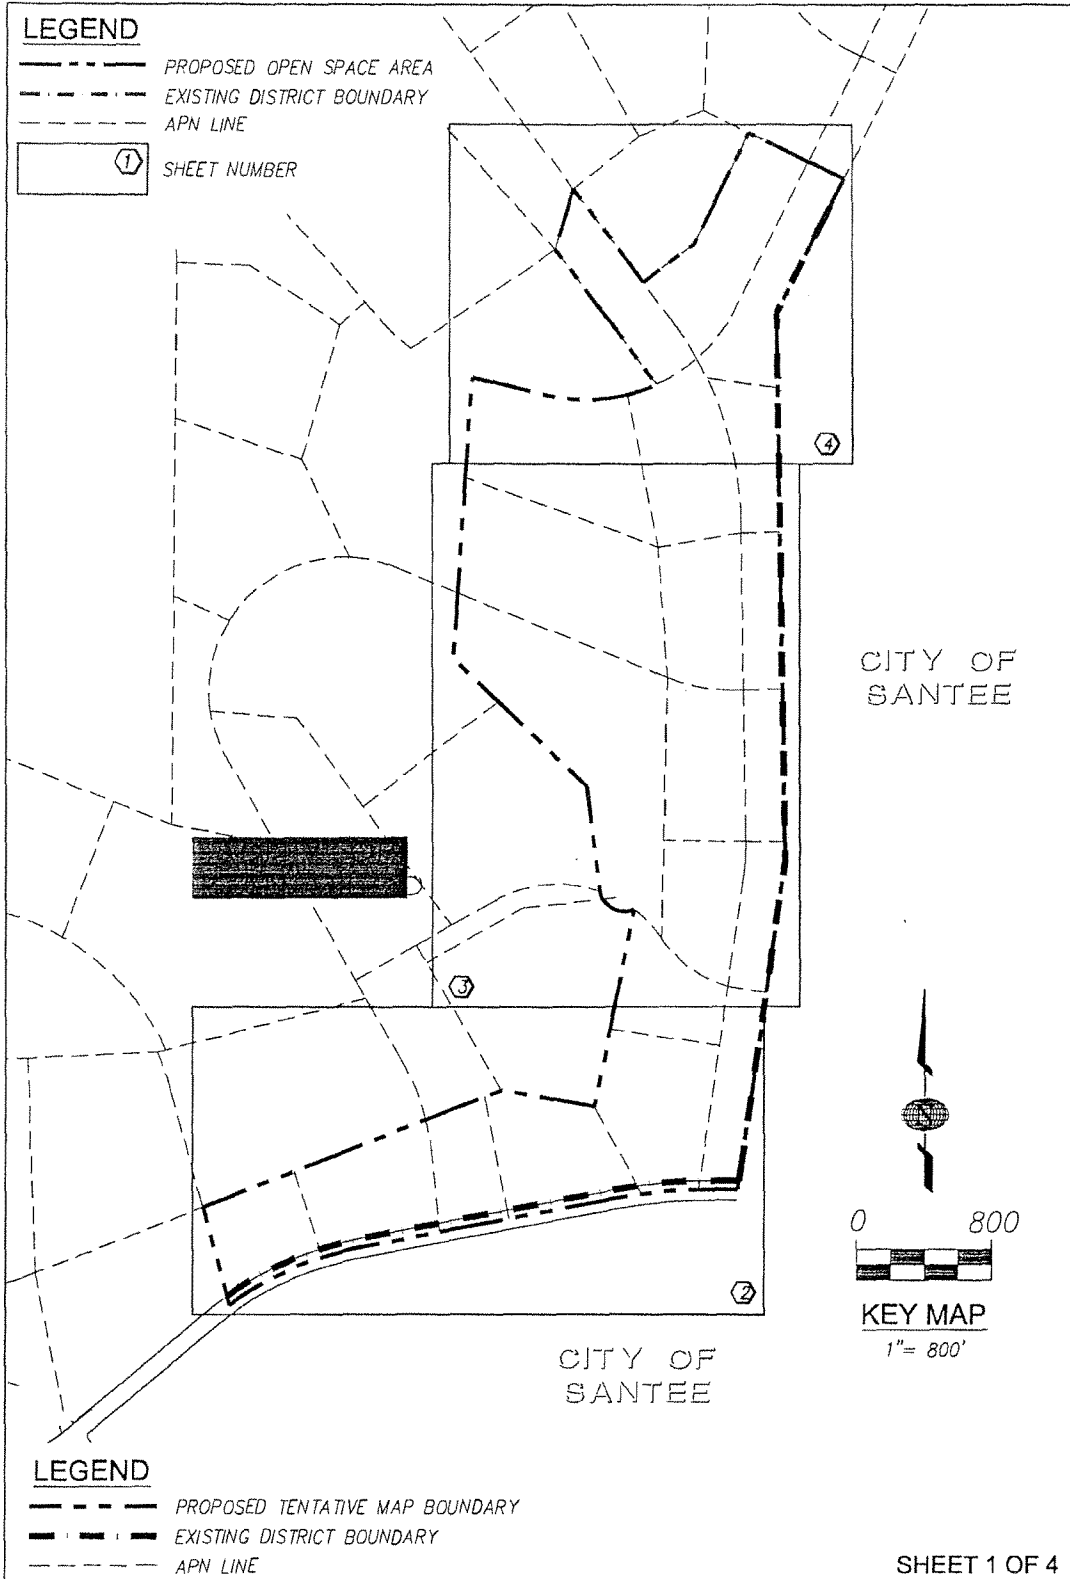 LEGEND
PROPOSED OPEN SPACE AREA
EXISTING DISTRICT BOUNDARY
APN LINE
1
SHEET NUMBER
4
CITY OF
SANTEE
3
2
N
0 800
KEY MAP
1"= 800'
CITY OF
SANTEE
LEGEND
PROPOSED TENTATIVE MAP BOUNDARY
EXISTING DISTRICT BOUNDARY
APN LINE
SHEET 1 OF 4